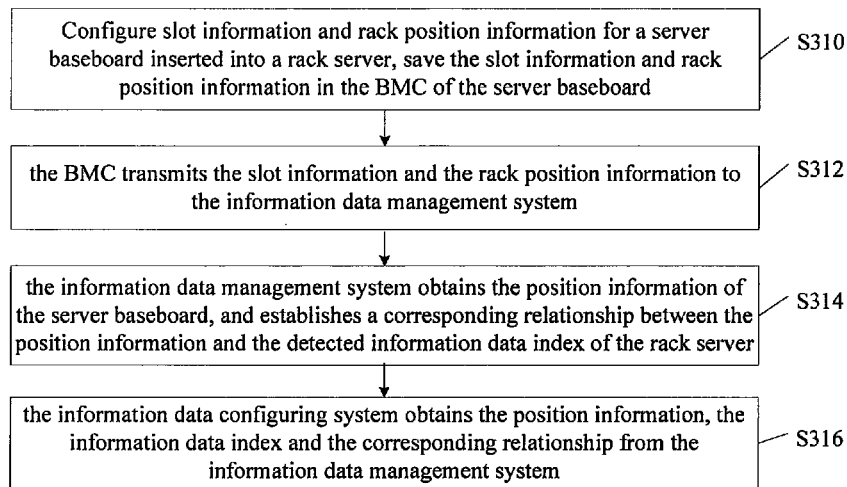 Configure slot information and rack position information for a server
baseboard inserted into a rack server, save the slot information and rack
position information in the BMC of the server baseboard
S310
the BMC transmits the slot information and the rack position information to
the information data management system
S312
the information data management system obtains the position information of
the server baseboard, and establishes a corresponding relationship between the
position information and the detected information data index of the rack server
S314
the information data configuring system obtains the position information, the
information data index and the corresponding relationship from the
information data management system
S316